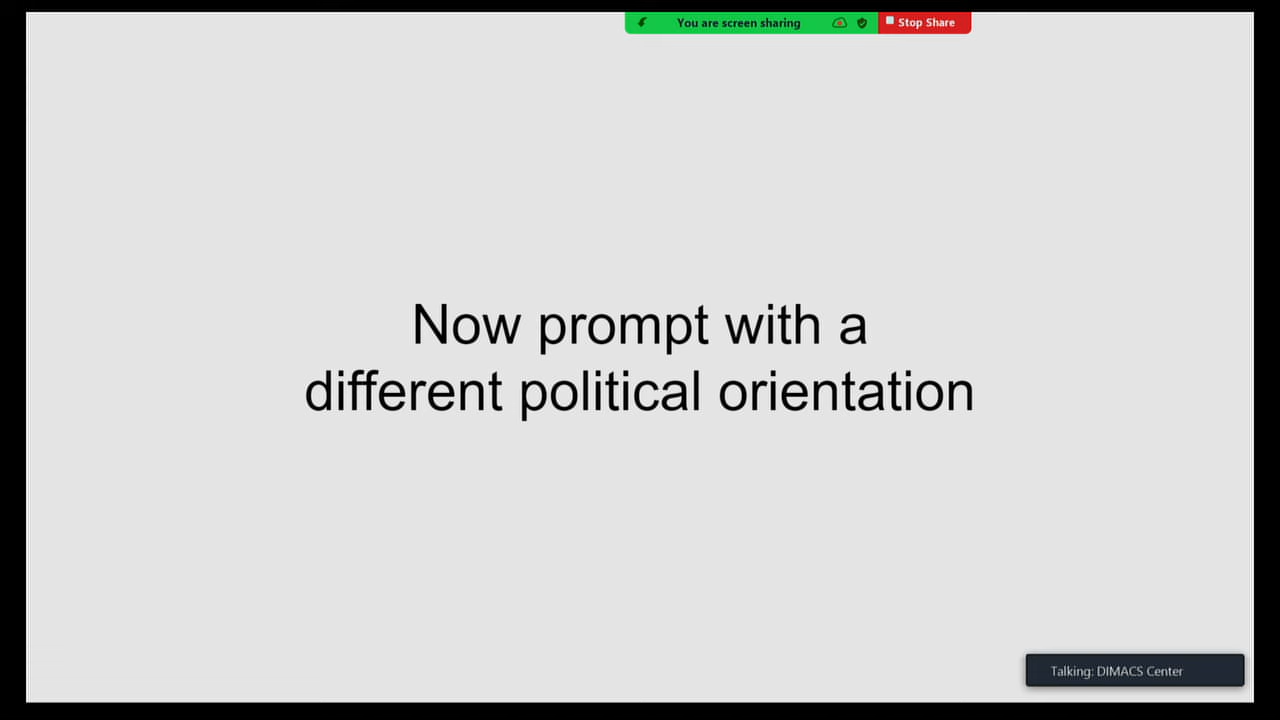 You are screen sharing
Stop Share
Now prompt with a
different political orientation
Talking: DIMACS Center